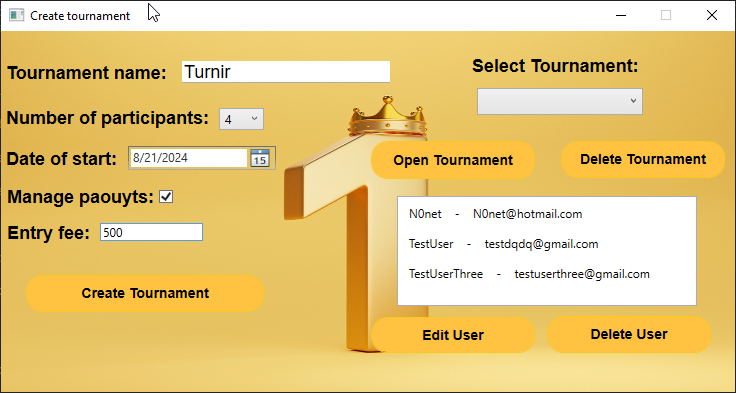 Create tournament
Tournament name: Turnir
Number of participants: 4
Date of start: 8/21/2024 15
Manage paouyts:
Entry fee: 500
Create Tournament
Select Tournament:
Open Tournament Delete Tournament
N0net - N0net@hotmail.com
TestUser - testdqdq@gmail.com
TestUserThree - testuserthree@gmail.com
Edit User Delete User